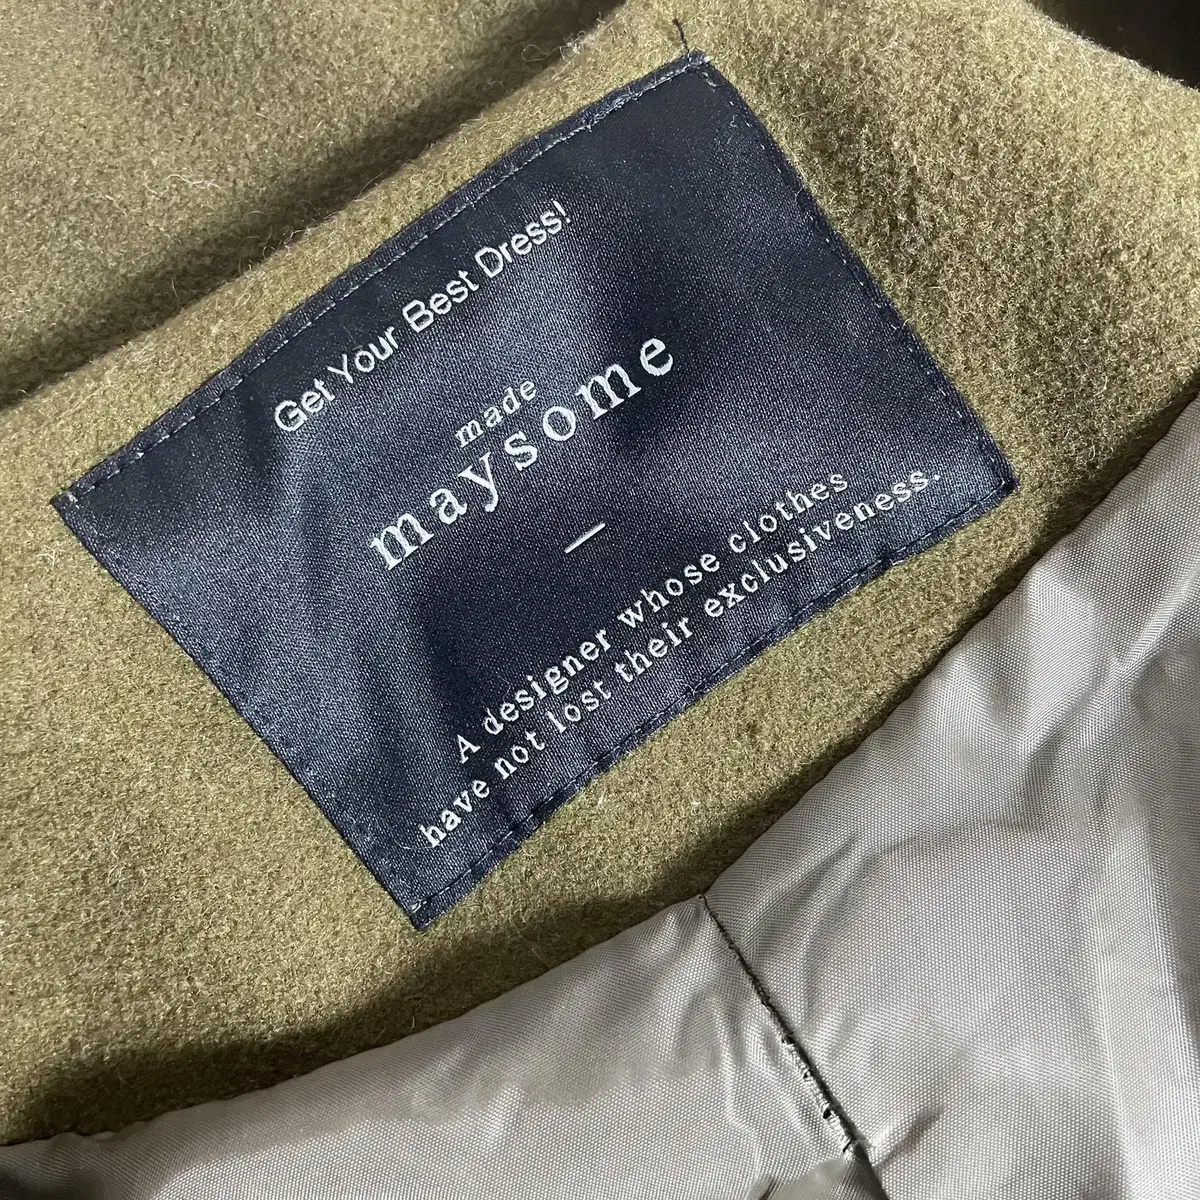 Get Your Best Dress!
made
maysome
A designer whose clothes
have not lost their exclusiveness.